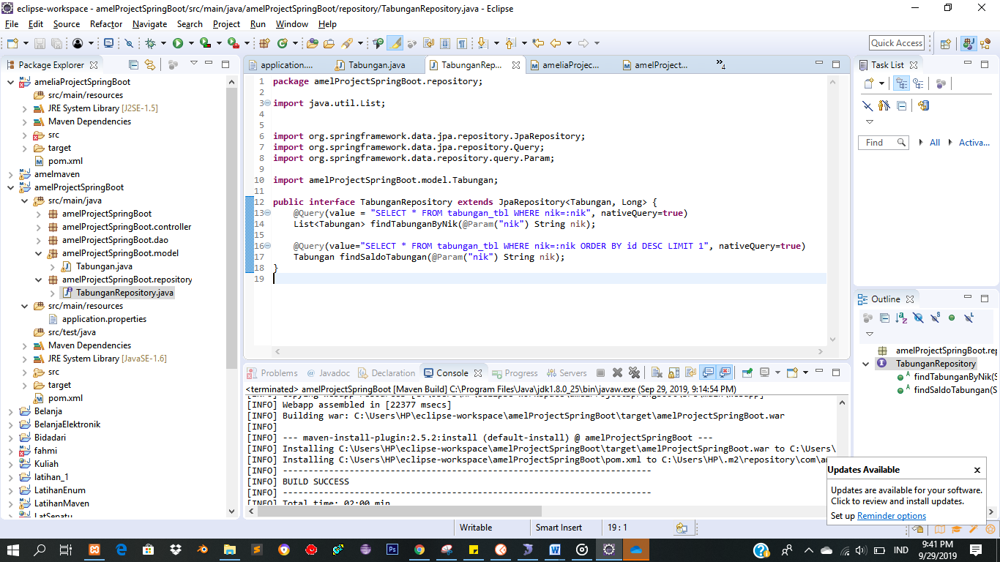 eclipse-workspace - amelProjectSpringBoot/src/main/java/amelProjectSpringBoot/repository/TabunganRepository.java - Eclipse
File Edit Source Refactor Navigate Search Project Run Window Help
Quick Access
Package Explorer
ameliaProjectSpringBoot
src/main/resources
JRE System Library [J2SE-1.5]
Maven Dependencies
src
target
pom.xml
amelmaven
amelProjectSpringBoot
src/main/java
amelProjectSpringBoot
amelProjectSpringBoot.controller
amelProjectSpringBoot.dao
amelProjectSpringBoot.model
Tabungan.java
amelProjectSpringBoot.repository
TabunganRepository.java
src/main/resources
application.properties
src/test/java
Maven Dependencies
JRE System Library [JavaSE-1.6]
src
target
pom.xml
Belanja
BelanjaElektronik
Bidadari
fahmi
Kuliah
latihan_1
LatihanEnum
LatihanMaven
LatSepatu
application.... Tabungan.java TabunganRep... ameliaProjec... amelProject... 4
1 package amelProjectSpringBoot.repository;
2
3 import java.util.List;
4
5
6 import org.springframework.data.jpa.repository.JpaRepository;
7 import org.springframework.data.jpa.repository.Query;
8 import org.springframework.data.repository.query.Param;
9
10 import amelProjectSpringBoot.model.Tabungan;
11
12 public interface TabunganRepository extends JpaRepository<Tabungan, Long> {
13 @Query(value = "SELECT * FROM tabungan_tbl WHERE nik=:nik", nativeQuery=true)
14 List<Tabungan> findTabunganByNik(@Param("nik") String nik);
15
16 @Query(value="SELECT * FROM tabungan_tbl WHERE nik=:nik ORDER BY id DESC LIMIT 1", nativeQuery=true)
17 Tabungan findSaldoTabungan(@Param("nik") String nik);
18 }
19
Problems Javadoc Declaration Console Progress Servers
<terminated> amelProjectSpringBoot [Maven Build] C:\Program Files\Java\jdk1.8.0_25\bin\javaw.exe (Sep 29, 2019, 9:14:54 PM)
[INFO] Webapp assembled in [22377 msecs]
[INFO] Building war: C:\Users\HP\eclipse-workspace\amelProjectSpringBoot\target\amelProjectSpringBoot.war
[INFO]
[INFO] --- maven-install-plugin:2.5.2:install (default-install) @ amelProjectSpringBoot ---
[INFO] Installing C:\Users\HP\eclipse-workspace\amelProjectSpringBoot\target\amelProjectSpringBoot.war to C:\Users\
[INFO] Installing C:\Users\HP\eclipse-workspace\amelProjectSpringBoot\pom.xml to C:\Users\HP\.m2\repository\com\am
[INFO] ------------------------------------------------------------------------
[INFO] BUILD SUCCESS
[INFO] ------------------------------------------------------------------------
[INFO] Total time: 02:00 min
Task List
Find All Activa...
Outline
amelProjectSpringBoot.rep
TabunganRepository
findTabunganByNik(S
findSaldoTabungan(S
Updates Available x
Updates are available for your software.
Click to review and install updates.
Set up Reminder options
Writable Smart Insert 19 : 1
IND
9:41 PM
9/29/2019